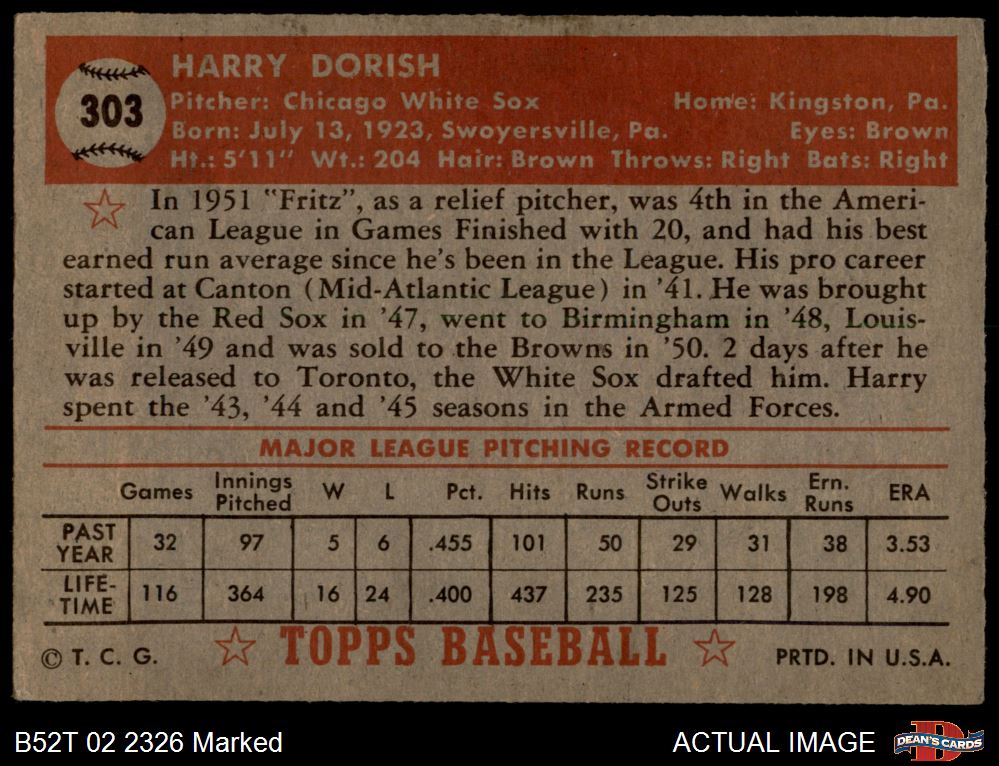 303
HARRY DORISH
Pitcher: Chicago White Sox Home: Kingston, Pa.
Born: July 13, 1923, Swoyersville, Pa. Eyes: Brown
Ht.: 5'11" Wt.: 204 Hair: Brown Throws: Right Bats: Right
In 1951 "Fritz", as a relief pitcher, was 4th in the Ameri-
can League in Games Finished with 20, and had his best
earned run average since he's been in the League. His pro career
started at Canton (Mid-Atlantic League) in '41. He was brought
up by the Red Sox in '47, went to Birmingham in '48, Louis-
ville in '49 and was sold to the Browns in '50. 2 days after he
was released to Toronto, the White Sox drafted him. Harry
spent the '43, '44 and '45 seasons in the Armed Forces.
MAJOR LEAGUE PITCHING RECORD
Games Innings Pitched W L Pct. Hits Runs Strike Outs Walks Ern. Runs ERA
PAST YEAR 32 97 5 6 .455 101 50 29 31 38 3.53
LIFE-TIME 116 364 16 24 .400 437 235 125 128 198 4.90
© T. C. G. TOPPS BASEBALL PRTD. IN U.S.A.
B52T 02 2326 Marked ACTUAL IMAGE DEAN'S CARDS